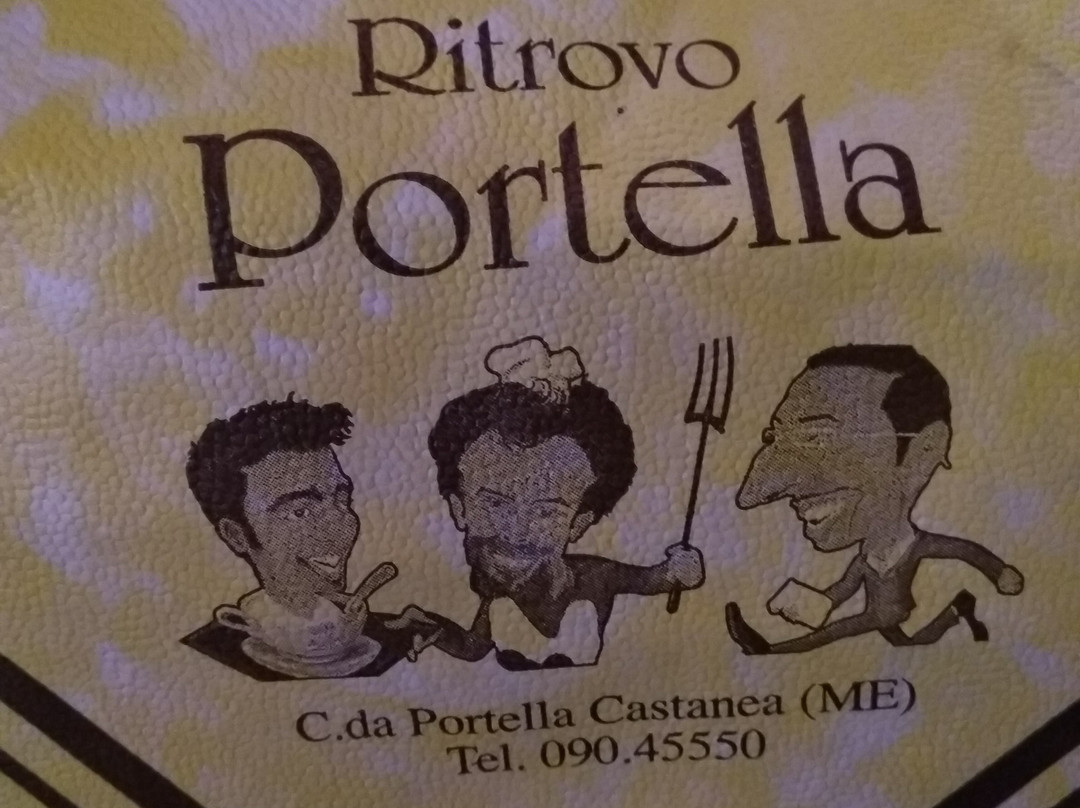 Ritrovo
Portella
C.da Portella Castanea (ME)
Tel. 090.45550